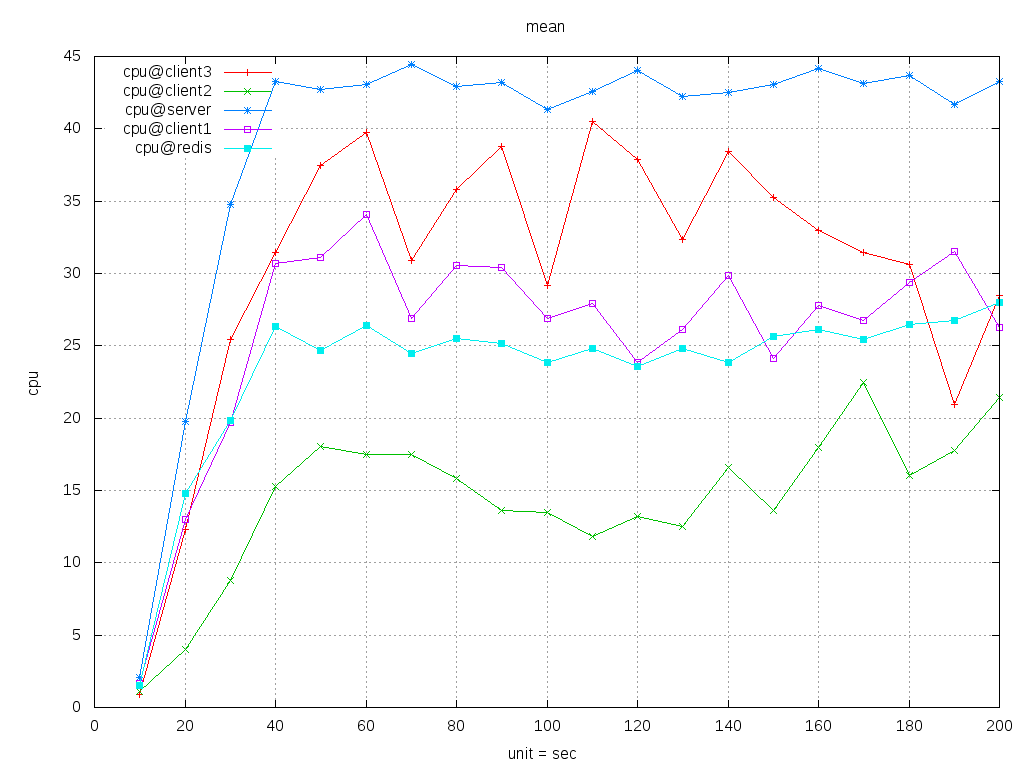 mean
45
40
35
30
25
20
15
10
5
0
cpu
cpu@client3
cpu@client2
cpu@server
cpu@client1
cpu@redis
0 20 40 60 80 100 120 140 160 180 200
unit = sec